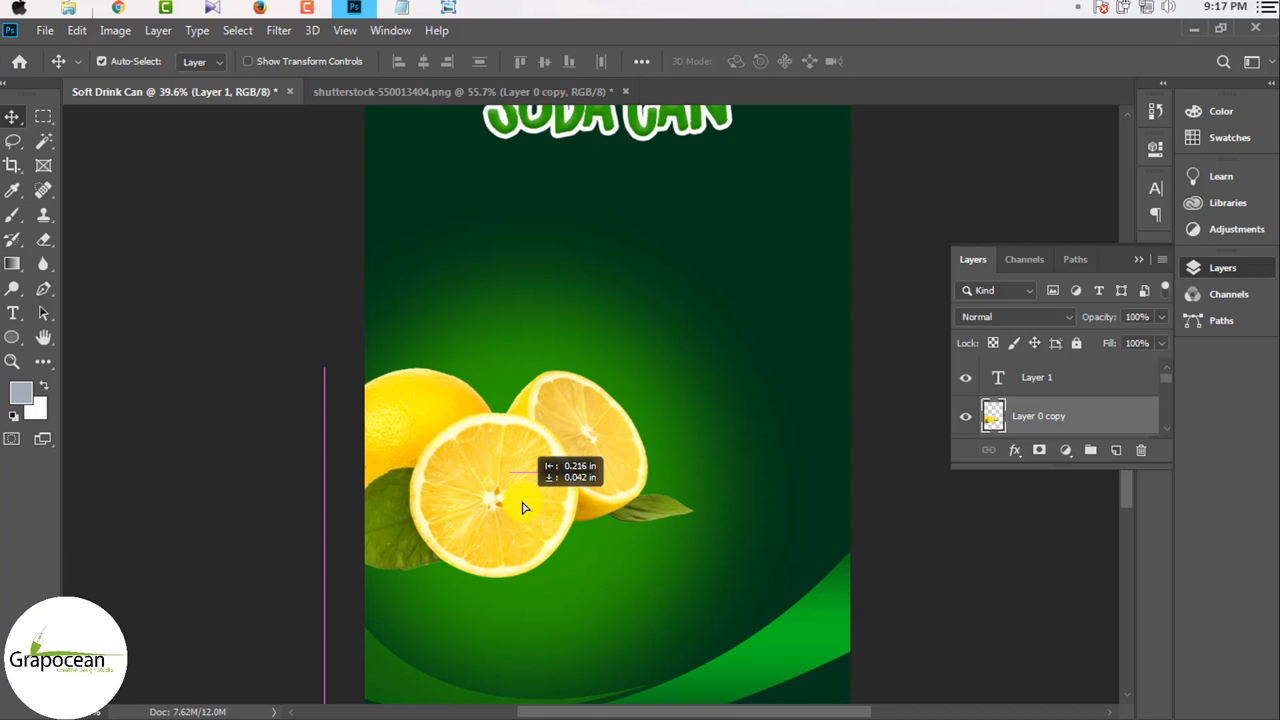 9:17 PM
Ps File Edit Image Layer Type Select Filter 3D View Window Help
Auto-Select: Layer Show Transform Controls 3D Mode:
Soft Drink Can @ 39.6% (Layer 1, RGB/8) * × shutterstock-550013404.png @ 55.7% (Layer 0 copy, RGB/8) * ×
SODA CAN
Color
Swatches
Learn
Libraries
Adjustments
Layers
Channels
Paths
Layers Channels Paths
Kind
Normal Opacity: 100%
Lock: Fill: 100%
Layer 1
Layer 0 copy
0.216 in
0.042 in
Grapocean
Creative Design Studio
Doc: 7.62M/12.0M